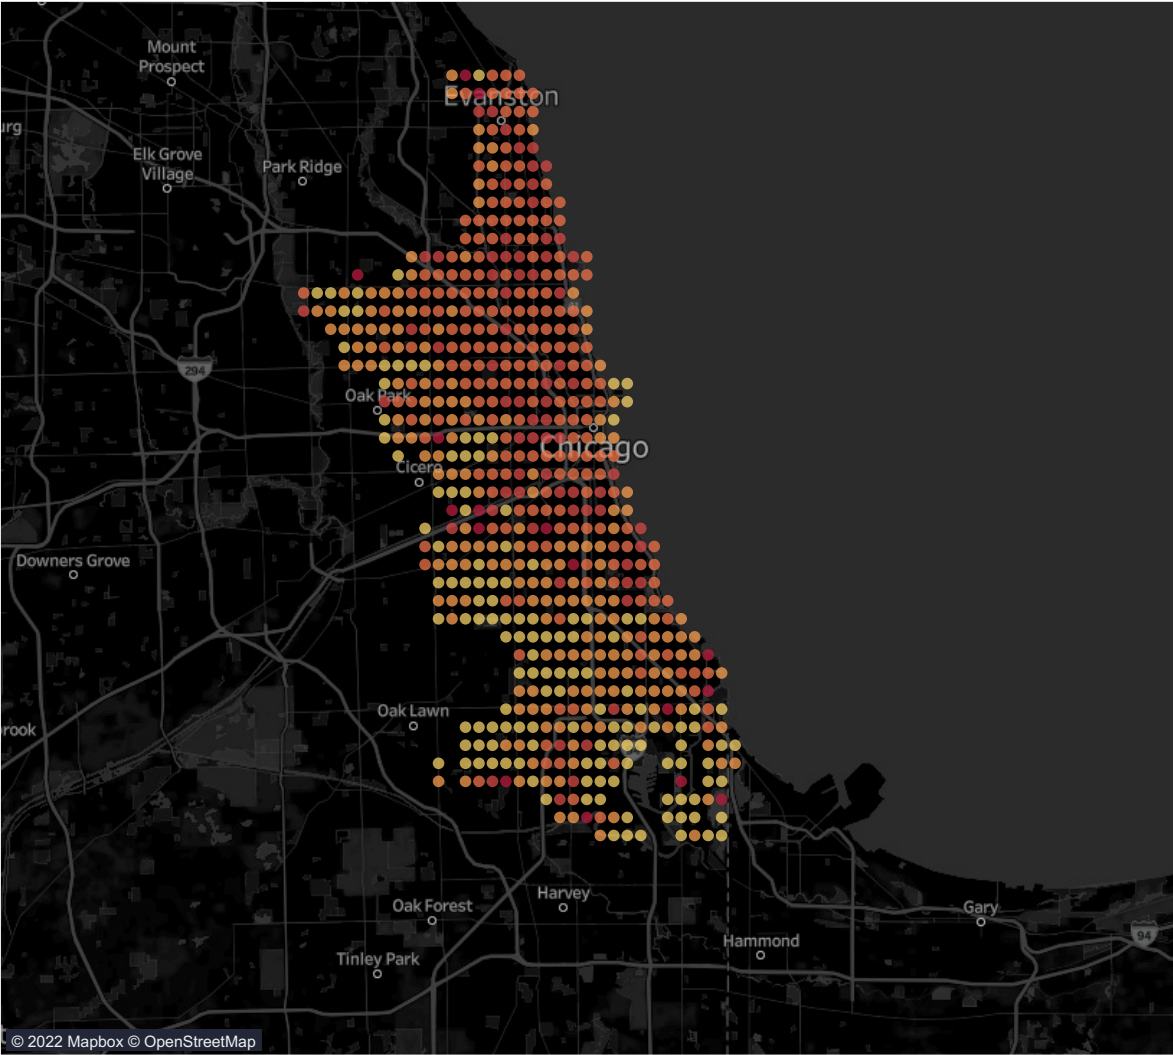 Mount
Prospect
Evanston
urg
Elk Grove
Village
Park Ridge
294
Oak Park
Chicago
Cicero
Downers Grove
Oak Lawn
rook
Harvey
Oak Forest
Gary
94
Hammond
Tinley Park
© 2022 Mapbox © OpenStreetMap